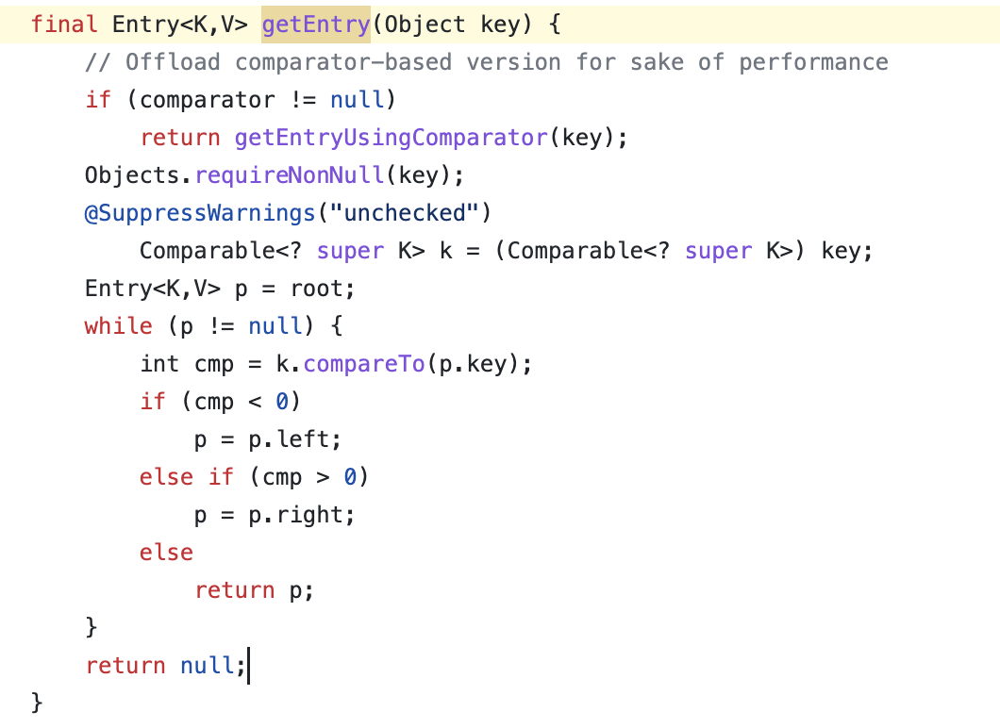 final Entry<K,V> getEntry(Object key) {
    // Offload comparator-based version for sake of performance
    if (comparator != null)
        return getEntryUsingComparator(key);
    Objects.requireNonNull(key);
    @SuppressWarnings("unchecked")
        Comparable<? super K> k = (Comparable<? super K>) key;
    Entry<K,V> p = root;
    while (p != null) {
        int cmp = k.compareTo(p.key);
        if (cmp < 0)
            p = p.left;
        else if (cmp > 0)
            p = p.right;
        else
            return p;
    }
    return null;
}